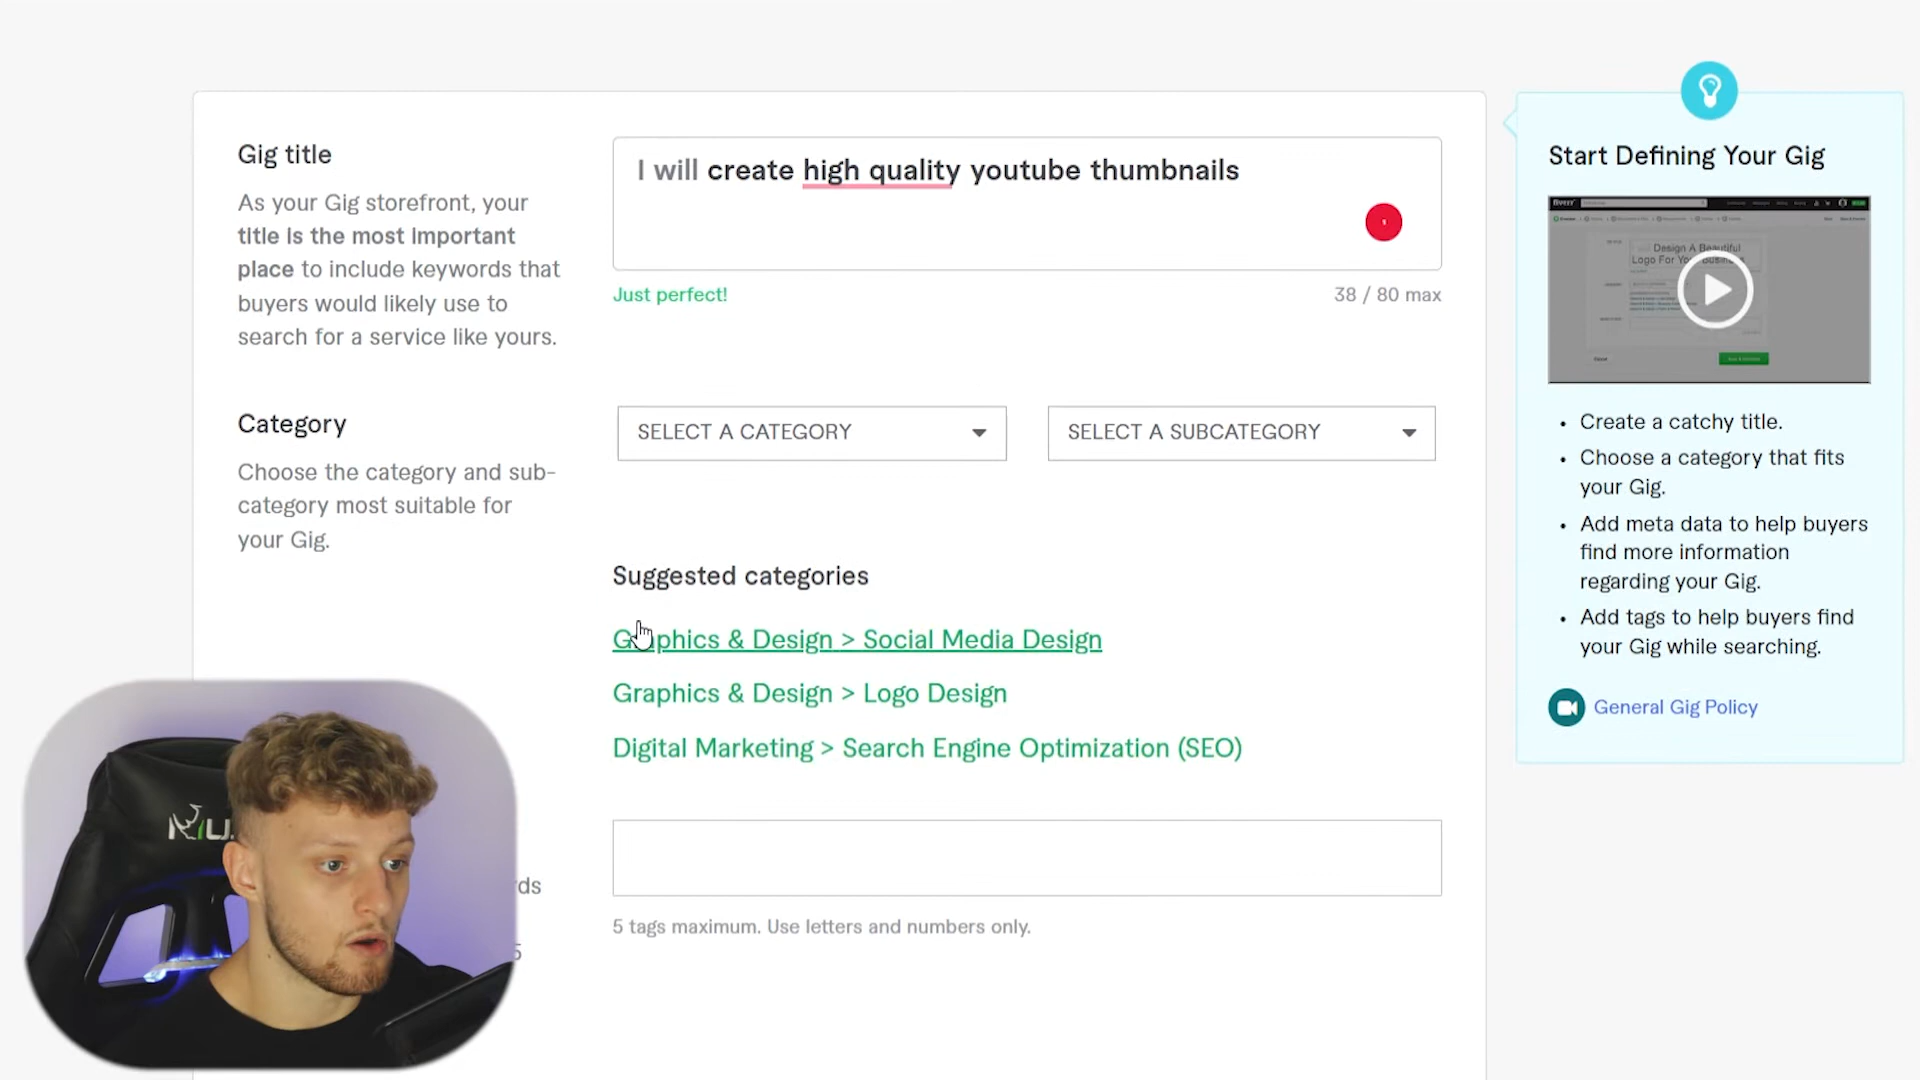 Gig title
As your Gig storefront, your
title is the most important
place to include keywords that
buyers would likely use to
search for a service like yours.
I will create high quality youtube thumbnails
Just perfect!
38 / 80 max
Category
Choose the category and sub-
category most suitable for
your Gig.
SELECT A CATEGORY
SELECT A SUBCATEGORY
Suggested categories
Graphics & Design > Social Media Design
Graphics & Design > Logo Design
Digital Marketing > Search Engine Optimization (SEO)
ds
5
5 tags maximum. Use letters and numbers only.
Start Defining Your Gig
fiverr
Design A Beautiful
Logo For Your Business
• Create a catchy title.
• Choose a category that fits
your Gig.
• Add meta data to help buyers
find more information
regarding your Gig.
• Add tags to help buyers find
your Gig while searching.
General Gig Policy